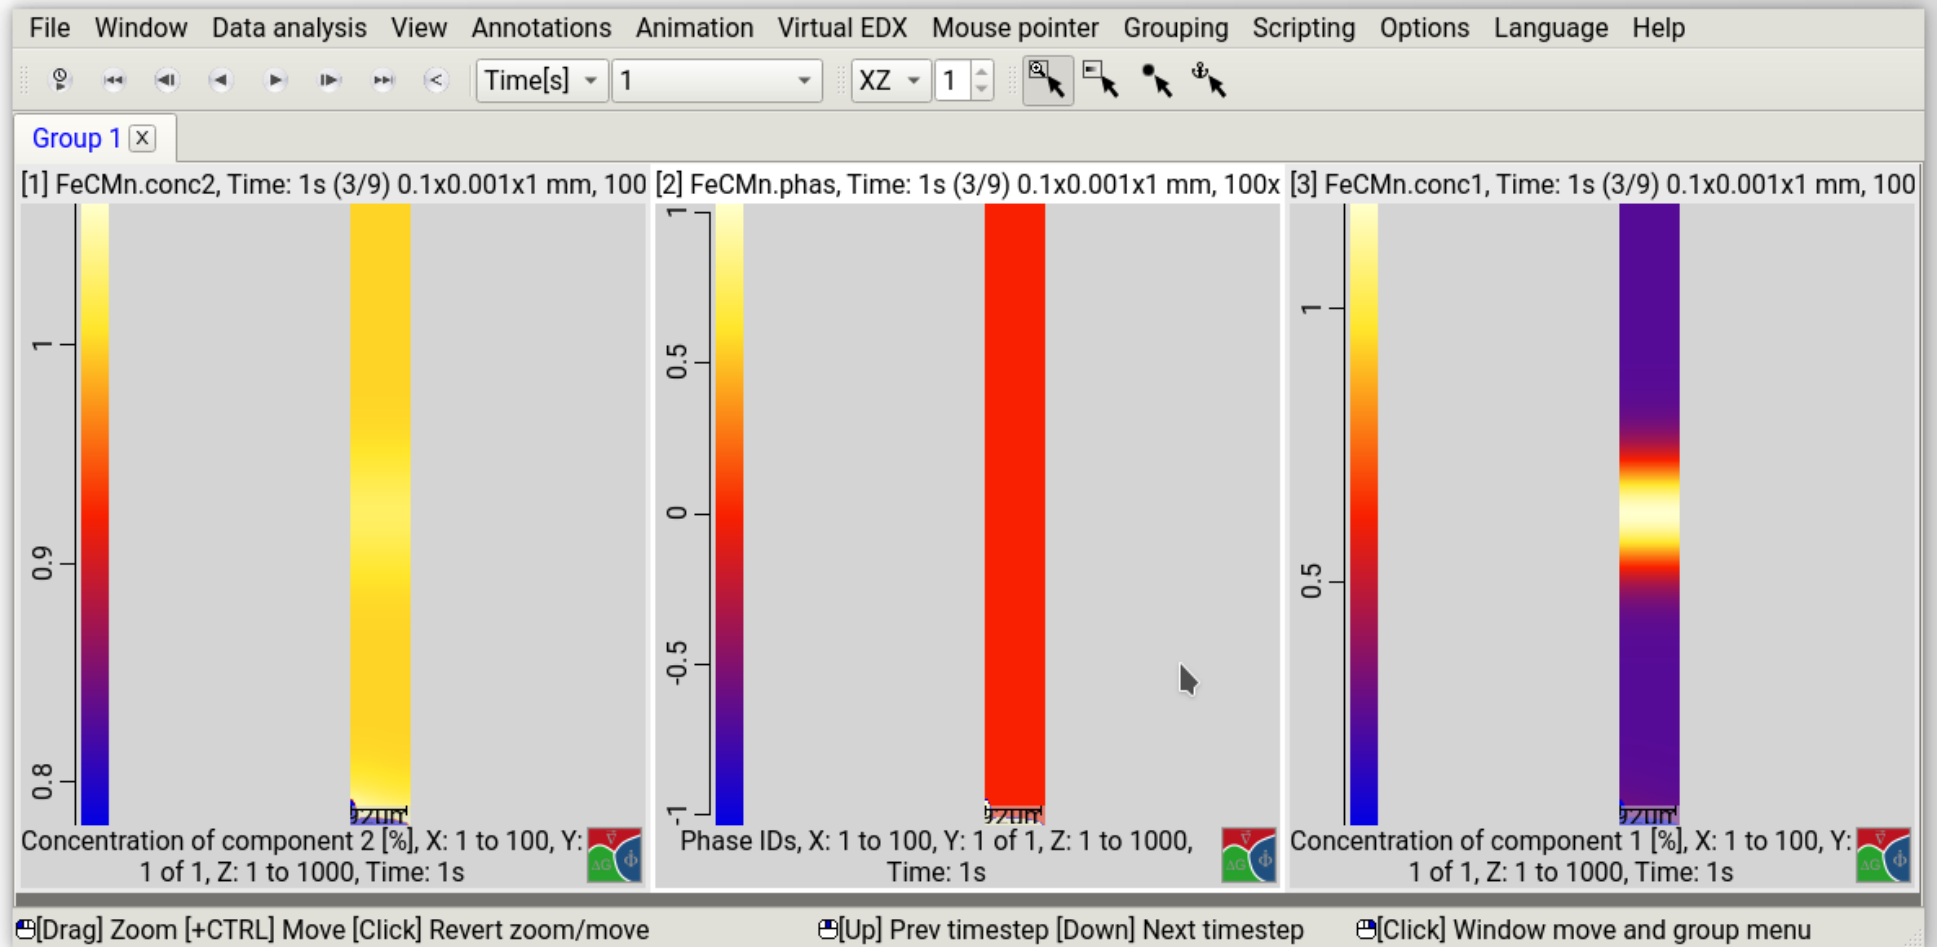 File Window Data analysis View Annotations Animation Virtual EDX Mouse pointer Grouping Scripting Options Language Help
Time[s] 1 XZ 1
Group 1 X
[1] FeCMn.conc2, Time: 1s (3/9) 0.1x0.001x1 mm, 100
1
0.9
0.8
92um
Concentration of component 2 [%], X: 1 to 100, Y:
1 of 1, Z: 1 to 1000, Time: 1s
[2] FeCMn.phas, Time: 1s (3/9) 0.1x0.001x1 mm, 100x
1
0.5
0
-0.5
-1
92um
Phase IDs, X: 1 to 100, Y: 1 of 1, Z: 1 to 1000,
Time: 1s
[3] FeCMn.conc1, Time: 1s (3/9) 0.1x0.001x1 mm, 100
1
0.5
92um
Concentration of component 1 [%], X: 1 to 100, Y:
1 of 1, Z: 1 to 1000, Time: 1s
[Drag] Zoom [+CTRL] Move [Click] Revert zoom/move
[Up] Prev timestep [Down] Next timestep
[Click] Window move and group menu